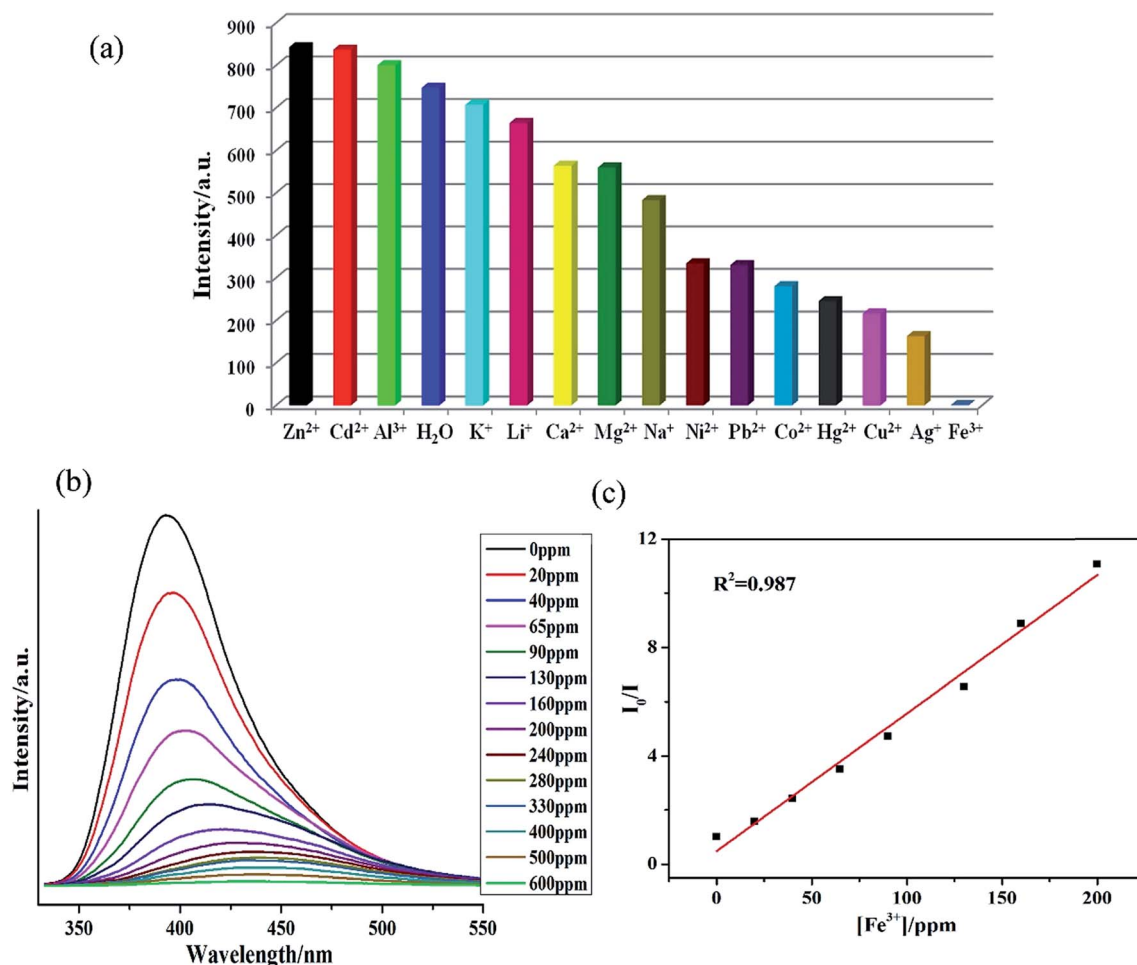 (a)
Intensity/a.u.
900
800
700
600
500
400
300
200
100
0
Zn²⁺ Cd²⁺ Al³⁺ H₂O K⁺ Li⁺ Ca²⁺ Mg²⁺ Na⁺ Ni²⁺ Pb²⁺ Co²⁺ Hg²⁺ Cu²⁺ Ag⁺ Fe³⁺
(b)
Intensity/a.u.
0ppm
20ppm
40ppm
65ppm
90ppm
130ppm
160ppm
200ppm
240ppm
280ppm
330ppm
400ppm
500ppm
600ppm
350 400 450 500 550
Wavelength/nm
(c)
R²=0.987
I₀/I
12
8
4
0
0 50 100 150 200
[Fe³⁺]/ppm